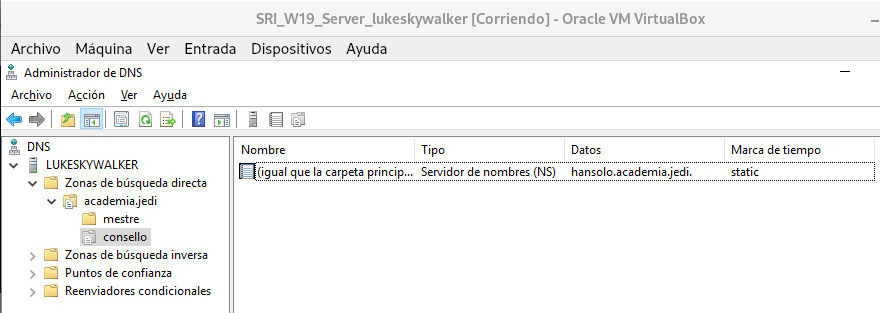 SRI_W19_Server_lukeskywalker [Corriendo] - Oracle VM VirtualBox
Archivo Máquina Ver Entrada Dispositivos Ayuda
Administrador de DNS
Archivo Acción Ver Ayuda
DNS
LUKESKYWALKER
Zonas de búsqueda directa
academia.jedi
mestre
consello
Zonas de búsqueda inversa
Puntos de confianza
Reenviadores condicionales
Nombre Tipo Datos Marca de tiempo
(igual que la carpeta princip... Servidor de nombres (NS) hansolo.academia.jedi. static